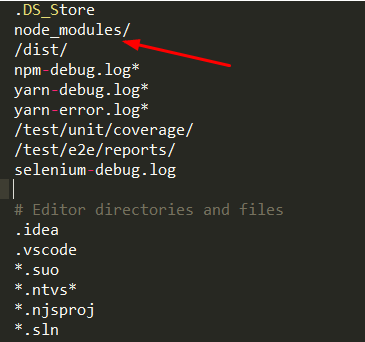 .DS_Store
node_modules/
/dist/
npm-debug.log*
yarn-debug.log*
yarn-error.log*
/test/unit/coverage/
/test/e2e/reports/
selenium-debug.log
# Editor directories and files
.idea
.vscode
*.suo
*.ntvs*
*.njsproj
*.sln